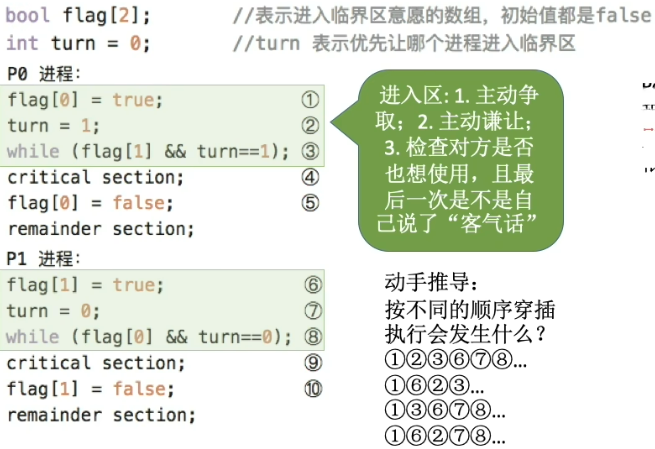 bool flag[2]; //表示进入临界区意愿的数组，初始值都是false
int turn = 0; //turn 表示优先让哪个进程进入临界区
P0 进程：
flag[0] = true; ①
turn = 1; ②
while (flag[1] && turn==1); ③
critical section; ④
flag[0] = false; ⑤
remainder section;
进入区：1. 主动争
取；2. 主动谦让；
3. 检查对方是否
也想使用，且最
后一次是不是自
己说了“客气话”
P1 进程：
flag[1] = true; ⑥
turn = 0; ⑦
while (flag[0] && turn==0); ⑧
critical section; ⑨
flag[1] = false; ⑩
remainder section;
动手推导：
按不同的顺序穿插
执行会发生什么？
①②③⑥⑦⑧…
①⑥②③…
①③⑥⑦⑧…
①⑥②⑦⑧…